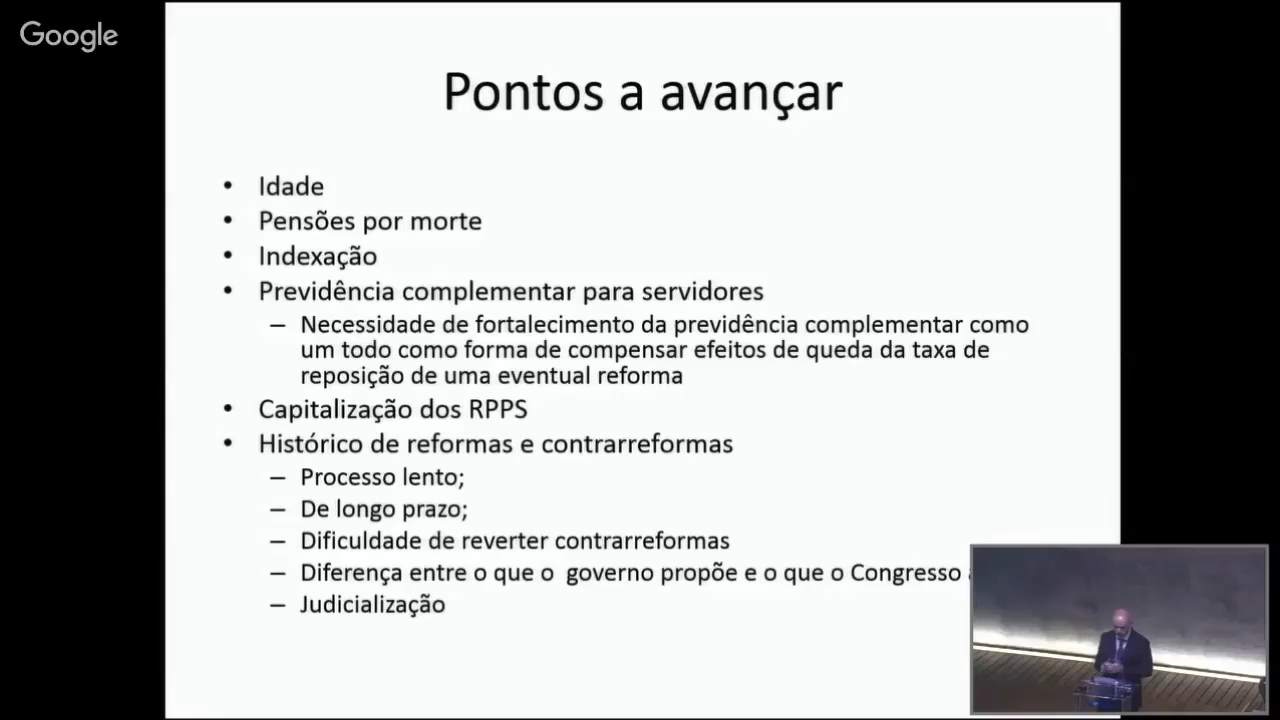 Google
Pontos a avançar
• Idade
• Pensões por morte
• Indexação
• Previdência complementar para servidores
– Necessidade de fortalecimento da previdência complementar como
um todo como forma de compensar efeitos de queda da taxa de
reposição de uma eventual reforma
• Capitalização dos RPPS
• Histórico de reformas e contrarreformas
– Processo lento;
– De longo prazo;
– Dificuldade de reverter contrarreformas
– Diferença entre o que o governo propõe e o que o Congresso
– Judicialização